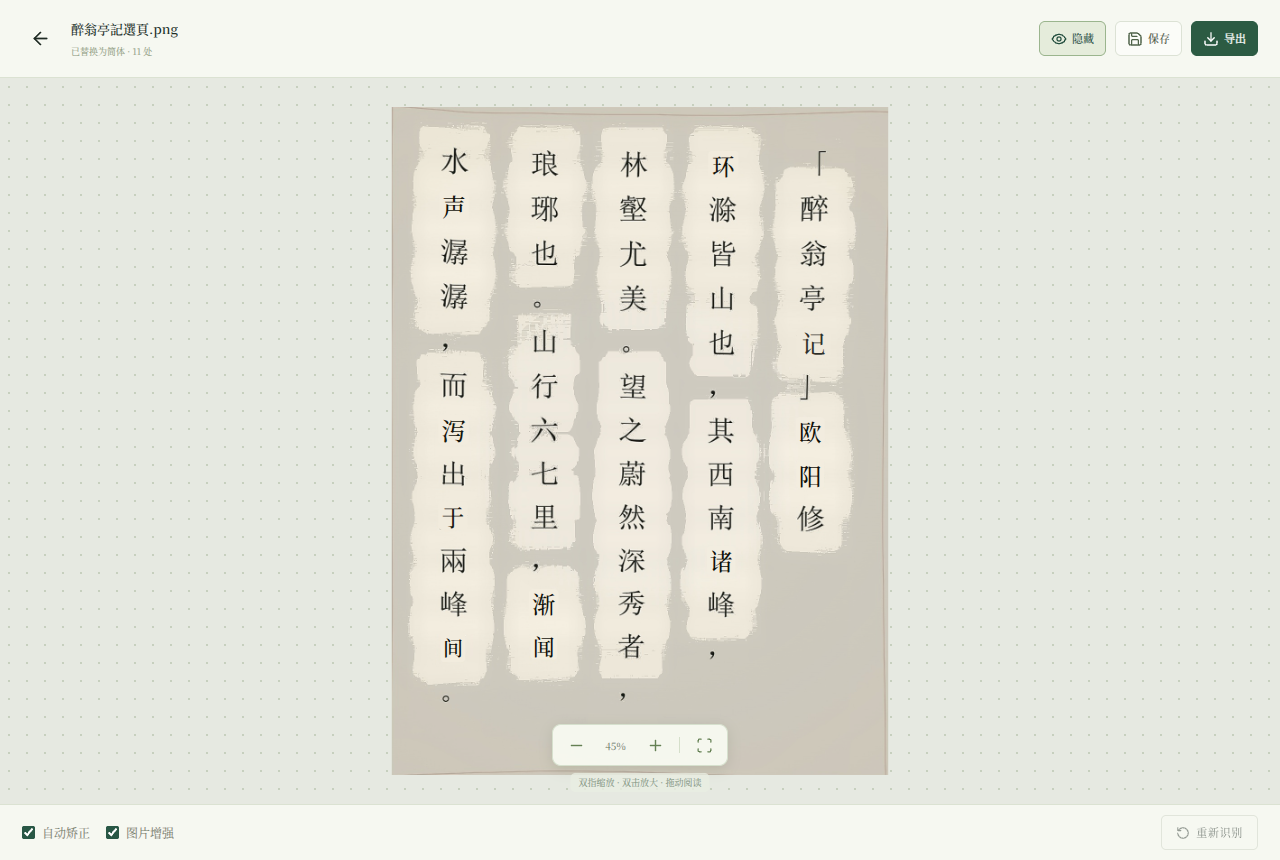 醉翁亭記選頁.png
已替换为简体 · 11 处
隐藏
保存
导出
「醉翁亭记」欧阳修
环滁皆山也，其西南诸峰，
林壑尤美。望之蔚然深秀者，
琅琊也。山行六七里，渐闻
水声潺潺，而泻出于兩峰间。
45%
双指缩放 · 双击放大 · 拖动阅读
自动矫正
图片增强
重新识别